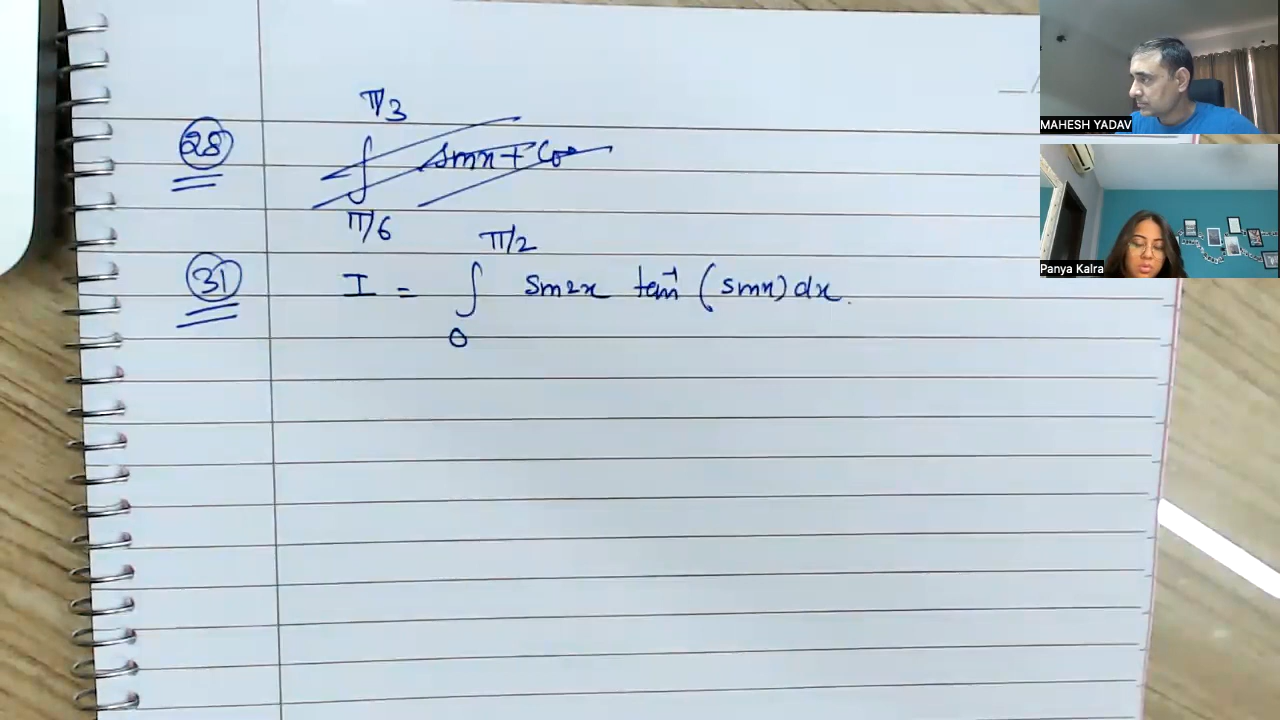 28 ∫ π/3 π/6 sinx + Cos
31 I = ∫ π/2 0 sin2x tan⁻¹ (sinx) dx.
MAHESH YADAV
Panya Kalra